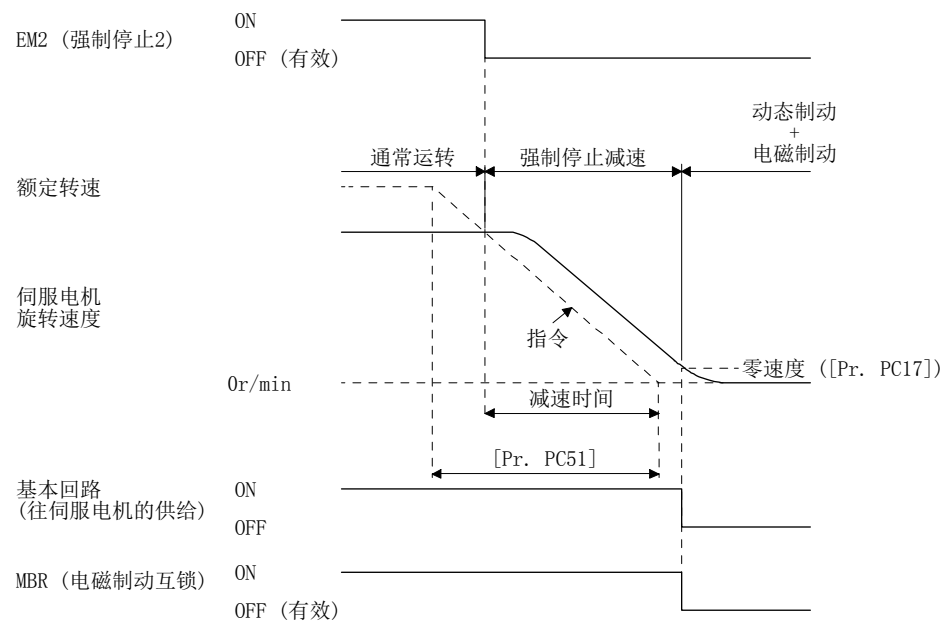 EM2 (强制停止2)
ON
OFF (有效)
动态制动
+
电磁制动
通常运转
强制停止减速
额定转速
伺服电机
旋转速度
指令
零速度 ([Pr. PC17])
0r/min
减速时间
[Pr. PC51]
基本回路
(往伺服电机的供给)
ON
OFF
MBR (电磁制动互锁)
ON
OFF (有效)